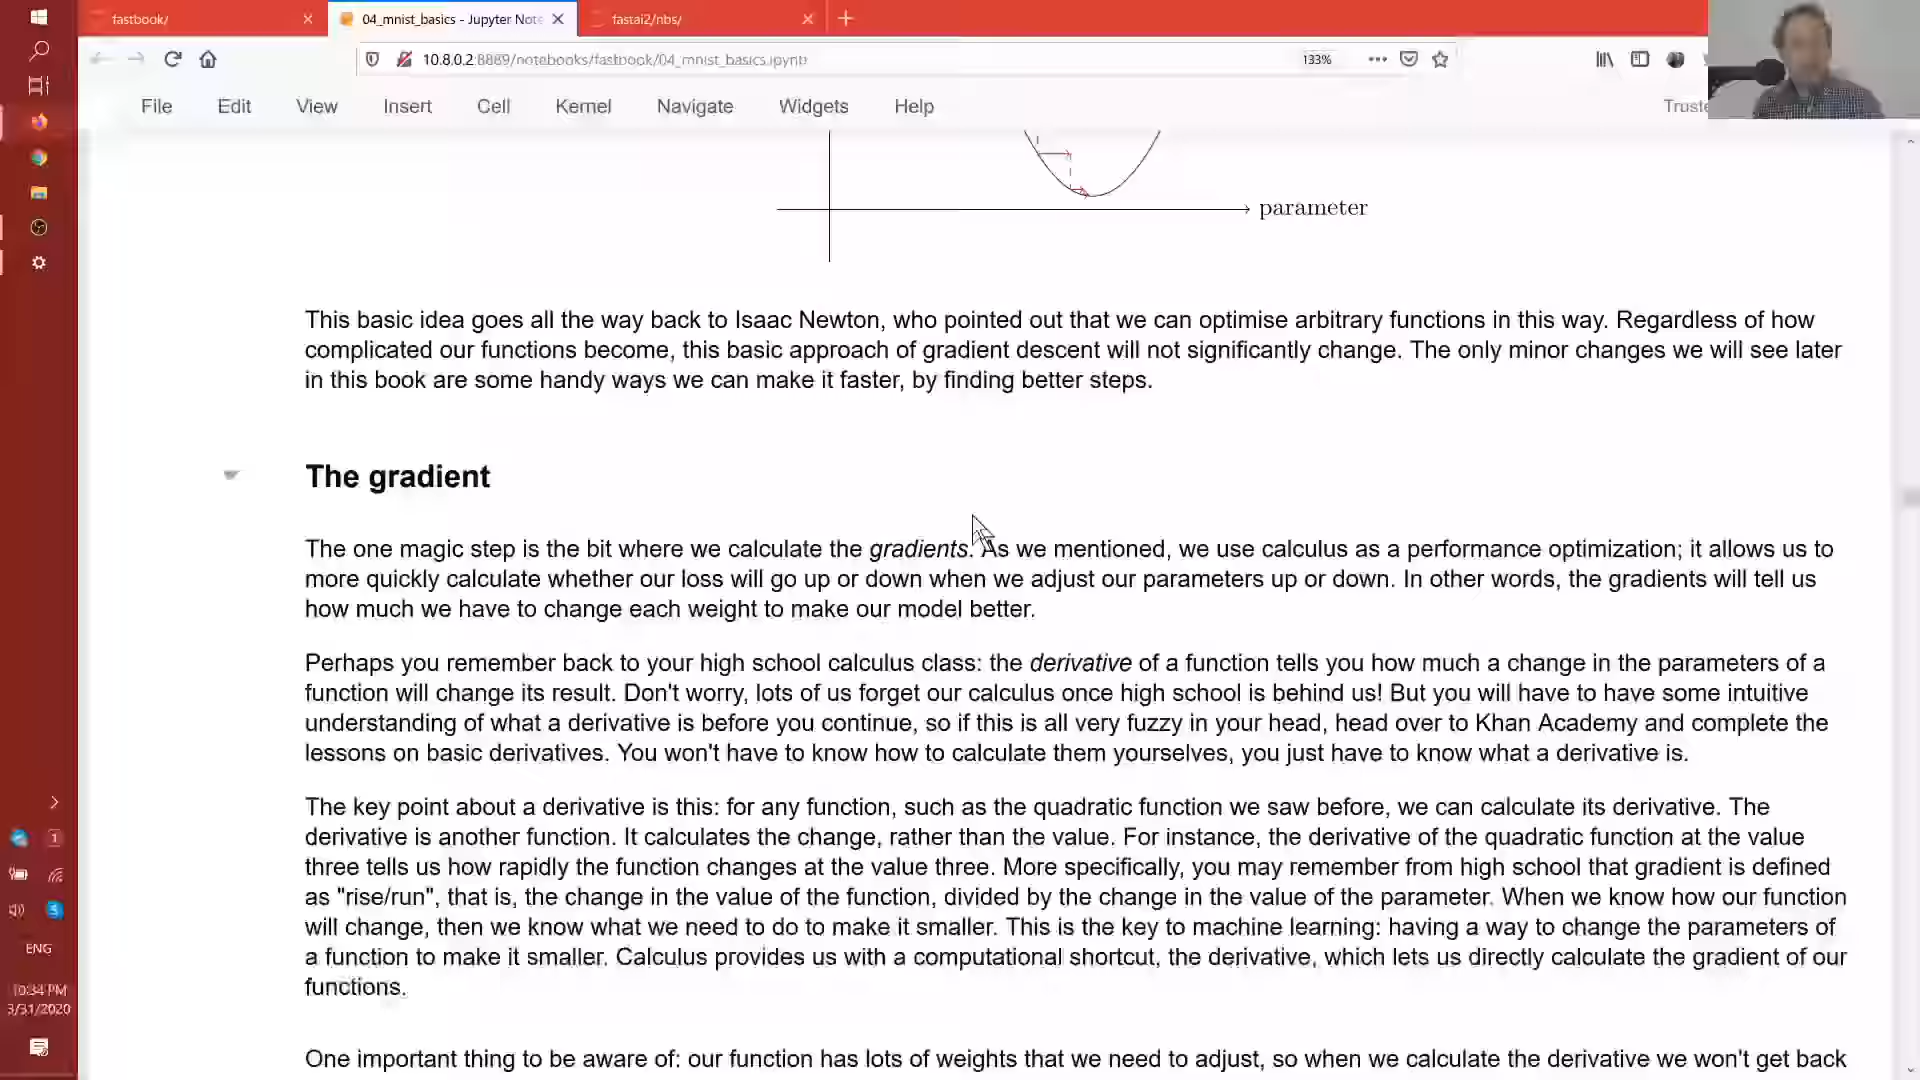 fastbook/
04_mnist_basics - Jupyter Note
fastai2/nbs/
10.8.0.2:8889/notebooks/fastbook/04_mnist_basics.ipynb
133%
File Edit View Insert Cell Kernel Navigate Widgets Help
Truste
parameter
This basic idea goes all the way back to Isaac Newton, who pointed out that we can optimise arbitrary functions in this way. Regardless of how
complicated our functions become, this basic approach of gradient descent will not significantly change. The only minor changes we will see later
in this book are some handy ways we can make it faster, by finding better steps.
The gradient
The one magic step is the bit where we calculate the gradients. As we mentioned, we use calculus as a performance optimization; it allows us to
more quickly calculate whether our loss will go up or down when we adjust our parameters up or down. In other words, the gradients will tell us
how much we have to change each weight to make our model better.
Perhaps you remember back to your high school calculus class: the derivative of a function tells you how much a change in the parameters of a
function will change its result. Don't worry, lots of us forget our calculus once high school is behind us! But you will have to have some intuitive
understanding of what a derivative is before you continue, so if this is all very fuzzy in your head, head over to Khan Academy and complete the
lessons on basic derivatives. You won't have to know how to calculate them yourselves, you just have to know what a derivative is.
The key point about a derivative is this: for any function, such as the quadratic function we saw before, we can calculate its derivative. The
derivative is another function. It calculates the change, rather than the value. For instance, the derivative of the quadratic function at the value
three tells us how rapidly the function changes at the value three. More specifically, you may remember from high school that gradient is defined
as "rise/run", that is, the change in the value of the function, divided by the change in the value of the parameter. When we know how our function
will change, then we know what we need to do to make it smaller. This is the key to machine learning: having a way to change the parameters of
a function to make it smaller. Calculus provides us with a computational shortcut, the derivative, which lets us directly calculate the gradient of our
functions.
One important thing to be aware of: our function has lots of weights that we need to adjust, so when we calculate the derivative we won't get back
1
S
ENG
10:34 PM
3/31/2020